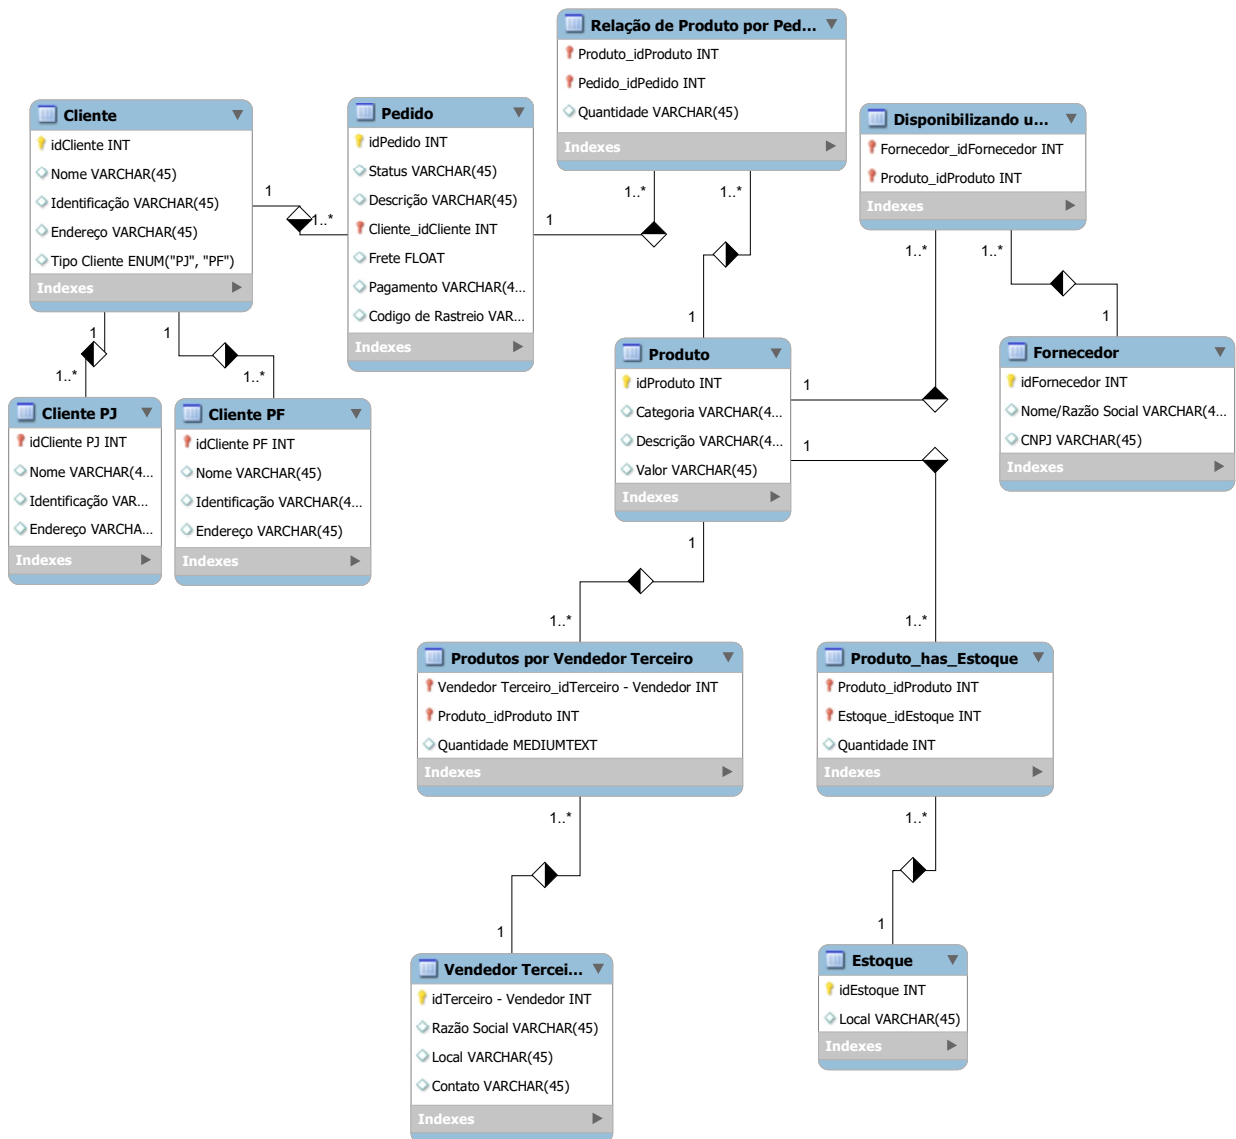 Relação de Produto por Ped...
Produto_idProduto INT
Pedido_idPedido INT
Quantidade VARCHAR(45)
Indexes
1..*
1..*
Cliente
idCliente INT
Nome VARCHAR(45)
Identificação VARCHAR(45)
Endereço VARCHAR(45)
Tipo Cliente ENUM("PJ", "PF")
Indexes
1
1..*
1
1
Pedido
idPedido INT
Status VARCHAR(45)
Descrição VARCHAR(45)
Cliente_idCliente INT
Frete FLOAT
Pagamento VARCHAR(4...
Codigo de Rastreio VAR...
Indexes
1
Disponibilizando u...
Fornecedor_idFornecedor INT
Produto_idProduto INT
Indexes
1..*
1..*
1
Fornecedor
idFornecedor INT
Nome/Razão Social VARCHAR(4...
CNPJ VARCHAR(45)
Indexes
1
Produto
idProduto INT
Categoria VARCHAR(4...
Descrição VARCHAR(4...
Valor VARCHAR(45)
Indexes
1
1
1
1..*
1..*
Cliente PJ
idCliente PJ INT
Nome VARCHAR(4...
Identificação VAR...
Endereço VARCHA...
Indexes
Cliente PF
idCliente PF INT
Nome VARCHAR(45)
Identificação VARCHAR(4...
Endereço VARCHAR(45)
Indexes
1..*
Produtos por Vendedor Terceiro
Vendedor Terceiro_idTerceiro - Vendedor INT
Produto_idProduto INT
Quantidade MEDIUMTEXT
Indexes
1..*
1..*
Produto_has_Estoque
Produto_idProduto INT
Estoque_idEstoque INT
Quantidade INT
Indexes
1..*
1
Vendedor Tercei...
idTerceiro - Vendedor INT
Razão Social VARCHAR(45)
Local VARCHAR(45)
Contato VARCHAR(45)
Indexes
1
Estoque
idEstoque INT
Local VARCHAR(45)
Indexes